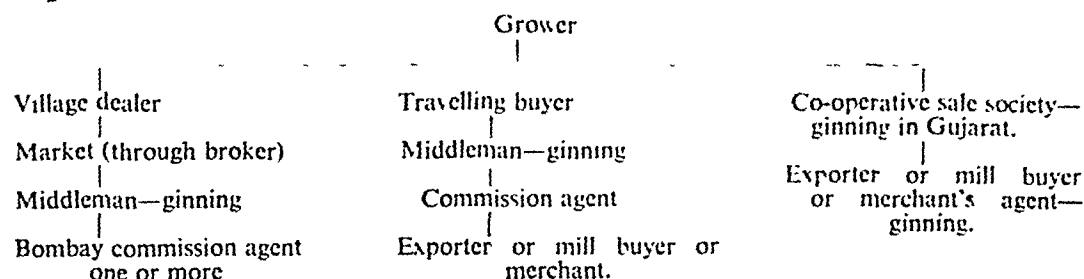 Grower
Village dealer
Market (through broker)
Middleman—ginning
Bombay commission agent
one or more
Travelling buyer
Middleman—ginning
Commission agent
Exporter or mill buyer or
merchant.
Co-operative sale society—
ginning in Gujarat.
Exporter or mill buyer
or merchant's agent—
ginning.